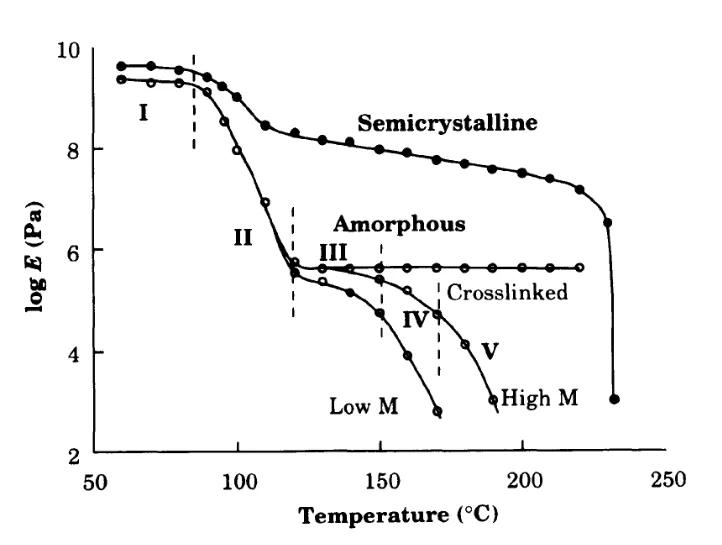 10
8
6
4
2
log E (Pa)
I
II
III
IV
V
Semicrystalline
Amorphous
Crosslinked
Low M
High M
50 100 150 200 250
Temperature (°C)